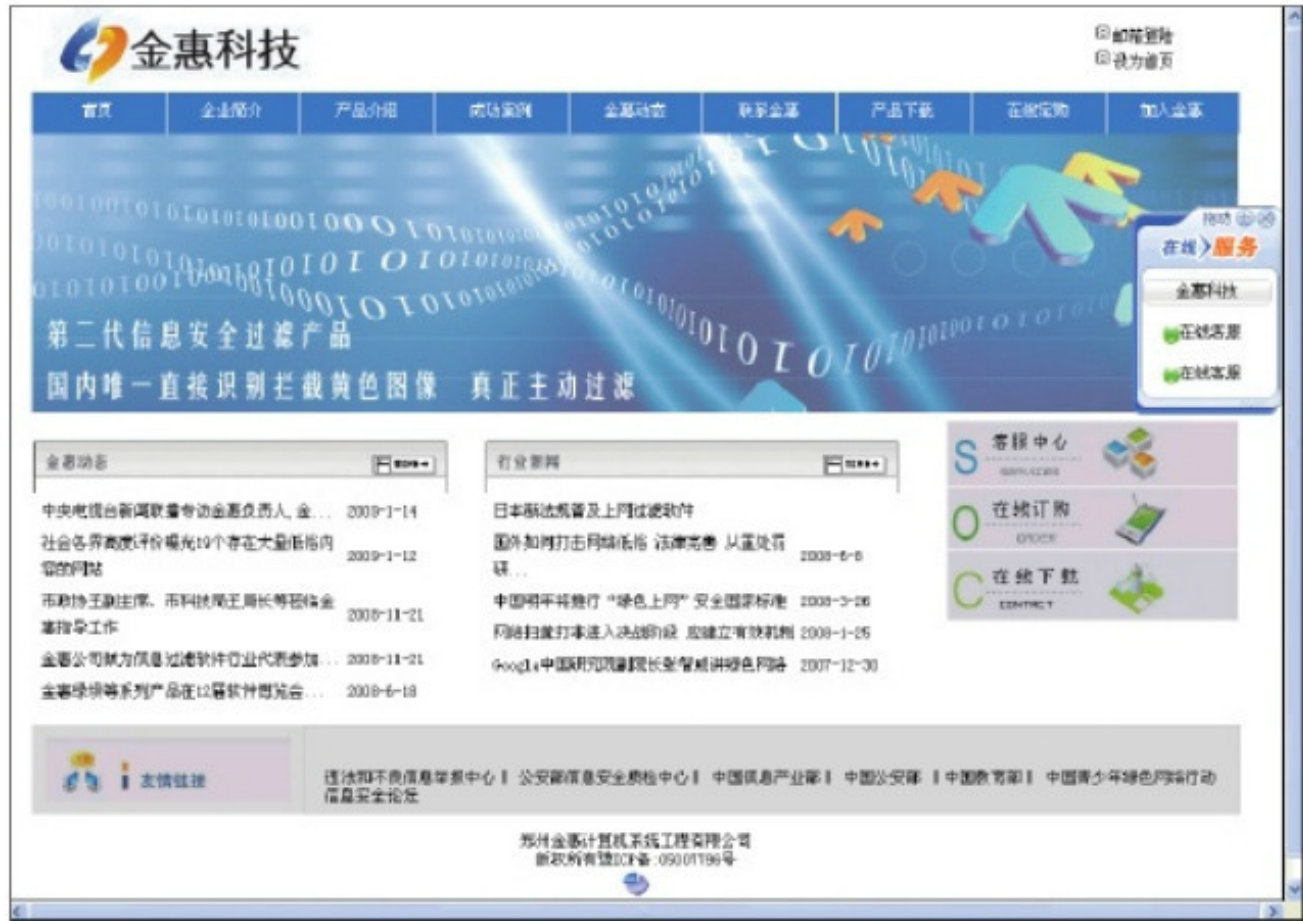 金惠科技
邮箱登陆
设为首页
首页 企业简介 产品介绍 成功案例 金惠动态 联系金惠 产品下载 在线定购 加入金惠
第二代信息安全过滤产品
国内唯一直接识别拦截黄色图像 真正主动过滤
拖动
在线 服务
金惠科技
在线客服
在线客服
金惠动态
中央电视台新闻联播专访金惠负责人, 金... 2009-1-14
社会各界高度评价曝光19个存在大量低俗内
容的网站 2009-1-12
市政协王副主席、市科技局王局长等莅临金
惠指导工作 2008-11-21
金惠公司做为信息过滤软件行业代表参加... 2008-11-21
金惠绿坝等系列产品在12届软件博览会... 2008-6-18
行业新闻
日本新法规普及上网过滤软件
国外如何打击网络低俗 法律完善 从重处罚
研... 2008-6-8
中国明年将推行“绿色上网”安全国家标准 2008-3-26
网络扫黄打非进入决战阶段 应建立有效机制 2008-1-25
Google中国研究院副院长张智威讲绿色网络 2007-12-30
S 客服中心
O 在线订购
ORDER
C 在线下载
CONTACT
友情链接
违法和不良信息举报中心 | 公安部信息安全质检中心 | 中国信息产业部 | 中国公安部 | 中国教育部 | 中国青少年绿色网络行动
信息安全论坛
郑州金惠计算机系统工程有限公司
版权所有豫ICP备:05007796号